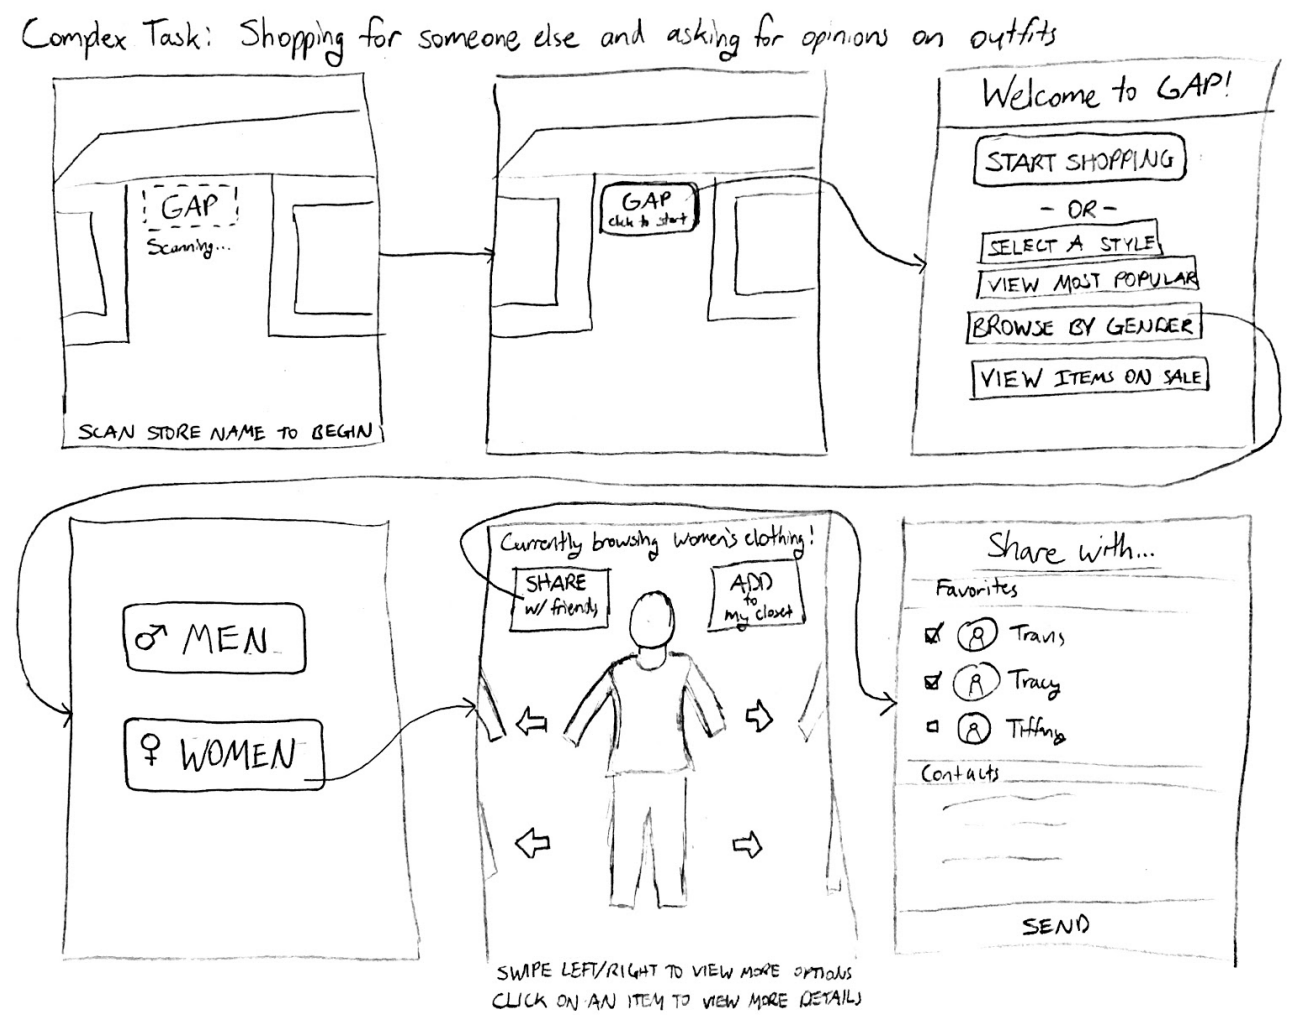 Complex Task: Shopping for someone else and asking for opinions on outfits
GAP
Scanning...
SCAN STORE NAME TO BEGIN
GAP
click to start
Welcome to GAP!
START SHOPPING
- OR -
SELECT A STYLE
VIEW MOST POPULAR
BROWSE BY GENDER
VIEW ITEMS ON SALE
♂ MEN
♀ WOMEN
Currently browsing women's clothing!
SHARE
w/ friends
ADD
to
my closet
SWIPE LEFT/RIGHT TO VIEW MORE OPTIONS
CLICK ON AN ITEM TO VIEW MORE DETAILS
Share with...
Favorites
Travis
Tracy
Tiffany
Contacts
SEND